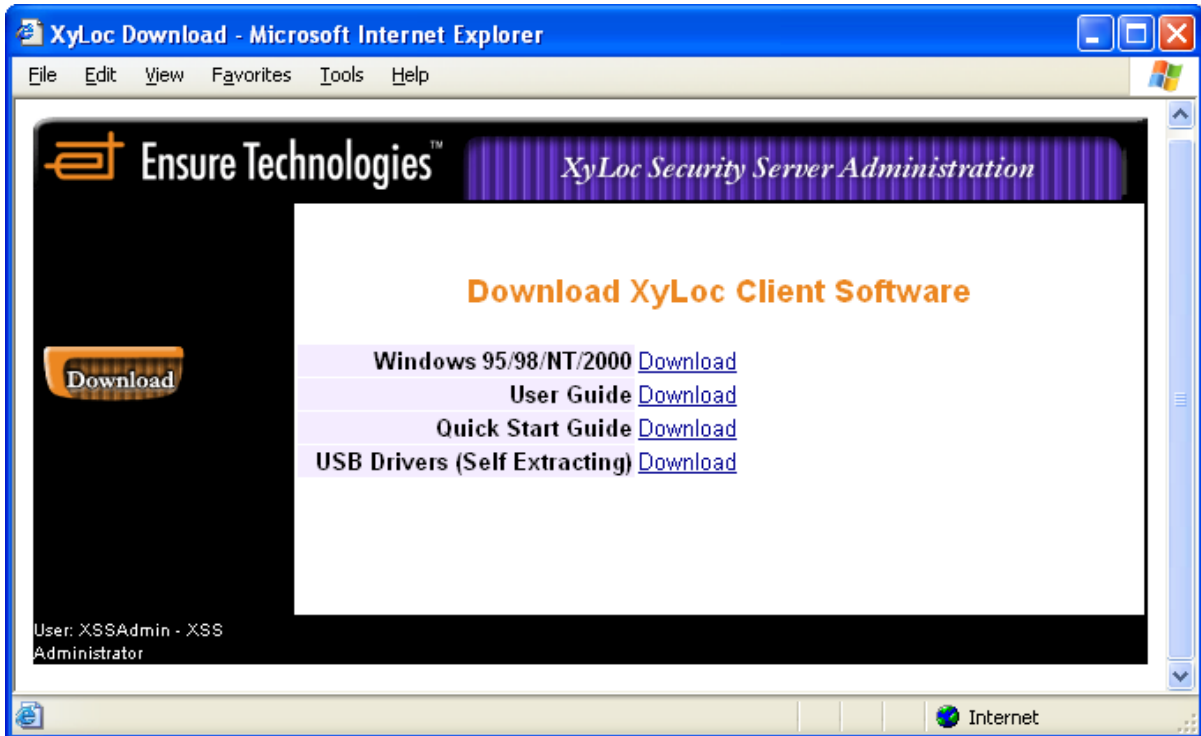 XyLoc Download - Microsoft Internet Explorer
File Edit View Favorites Tools Help
Ensure Technologies™
XyLoc Security Server Administration
Download XyLoc Client Software
Download
Windows 95/98/NT/2000 Download
User Guide Download
Quick Start Guide Download
USB Drivers (Self Extracting) Download
User: XSSAdmin - XSS
Administrator
Internet